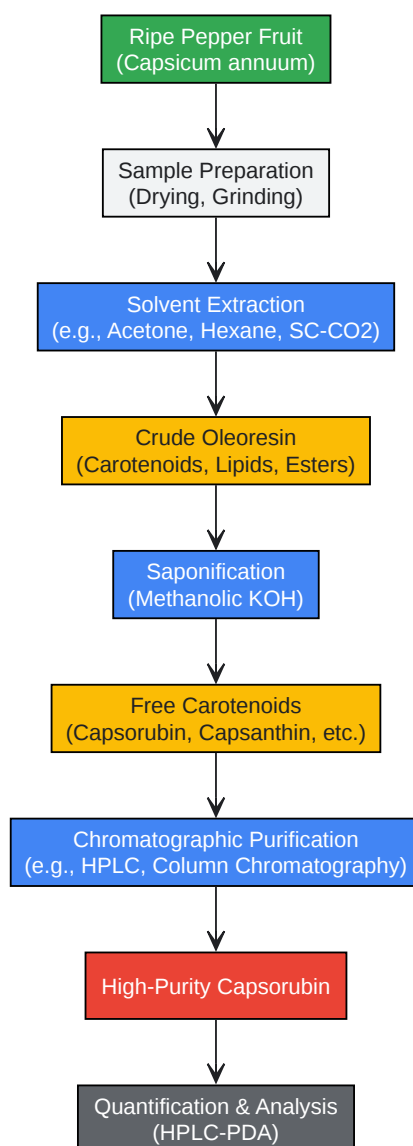 Ripe Pepper Fruit
(Capsicum annuum)
Sample Preparation
(Drying, Grinding)
Solvent Extraction
(e.g., Acetone, Hexane, SC-CO2)
Crude Oleoresin
(Carotenoids, Lipids, Esters)
Saponification
(Methanolic KOH)
Free Carotenoids
(Capsorubin, Capsanthin, etc.)
Chromatographic Purification
(e.g., HPLC, Column Chromatography)
High-Purity Capsorubin
Quantification & Analysis
(HPLC-PDA)